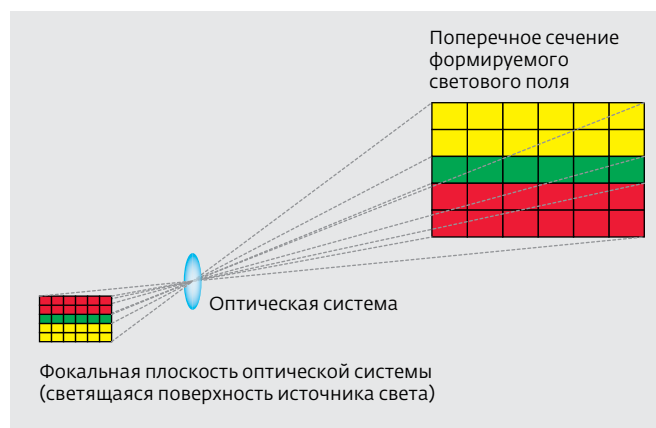 Поперечное сечение
формируемого
светового поля
Оптическая система
Фокальная плоскость оптической системы
(светящаяся поверхность источника света)